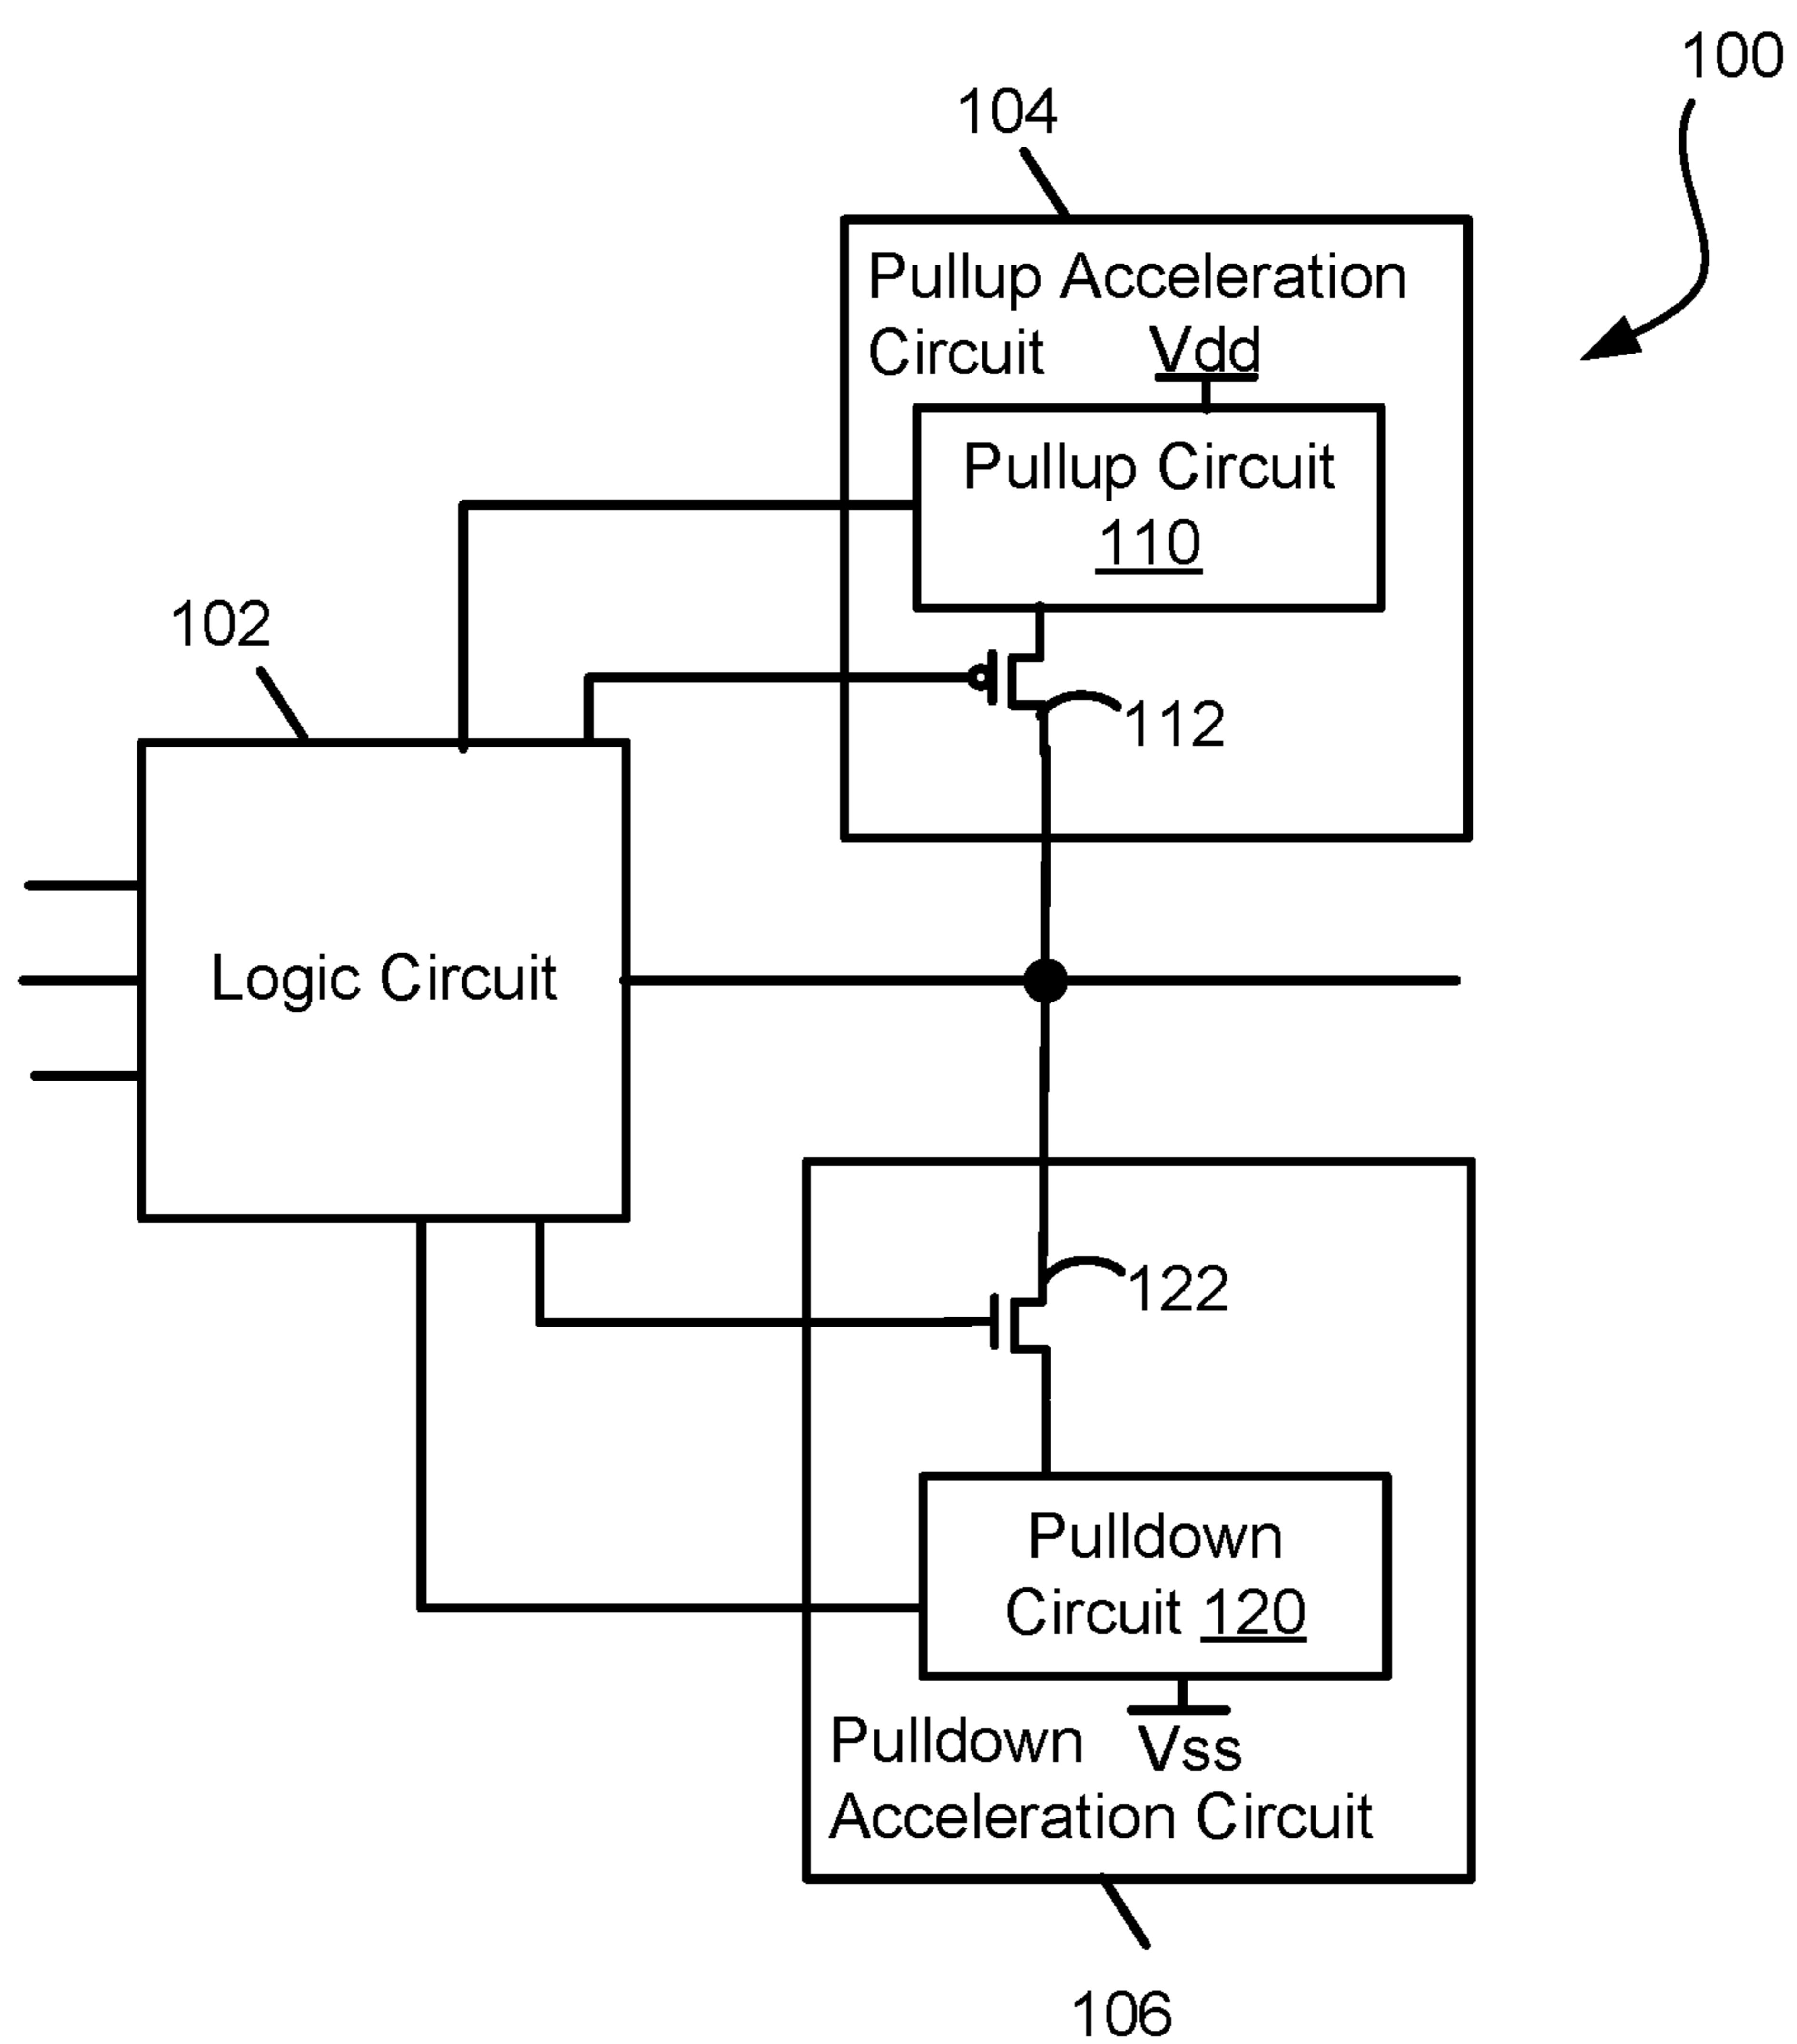 100
104
Pullup Acceleration
Circuit
Vdd
Pullup Circuit
110
102
112
Logic Circuit
122
Pulldown
Circuit 120
Vss
Pulldown
Acceleration Circuit
106